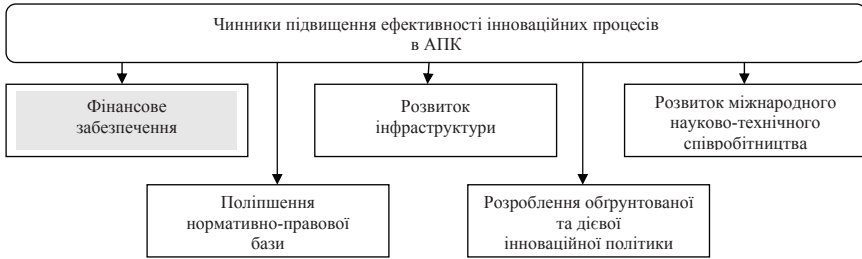 Чинники підвищення ефективності інноваційних процесів
в АПК
Фінансове
забезпечення
Розвиток
інфраструктури
Розвиток міжнародного
науково-технічного
співробітництва
Поліпшення
нормативно-правової
бази
Розроблення обґрунтованої
та дієвої
інноваційної політики